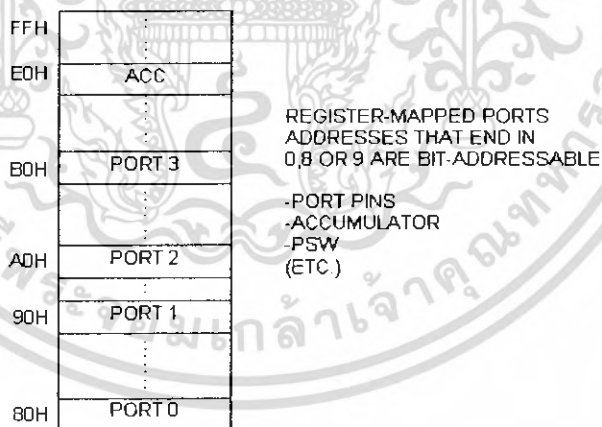 FFH
E0H ACC
REGISTER-MAPPED PORTS
ADDRESSES THAT END IN
0,8 OR 9 ARE BIT-ADDRESSABLE
B0H PORT 3
-PORT PINS
-ACCUMULATOR
-PSW
(ETC.)
A0H PORT 2
90H PORT 1
80H PORT 0